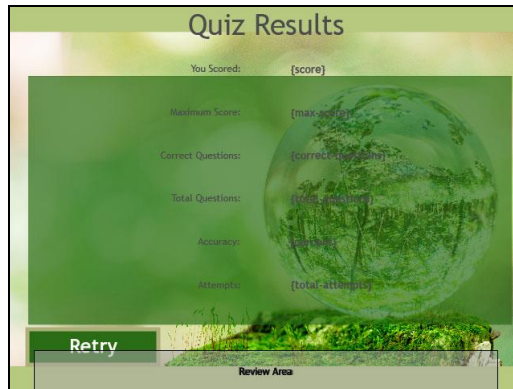 Quiz Results
You Scored: {score}
Maximum Score: {max-score}
Correct Questions: {correct-questions}
Total Questions: {total-questions}
Accuracy: {percent}
Attempts: {total-attempts}
Retry
Review Area